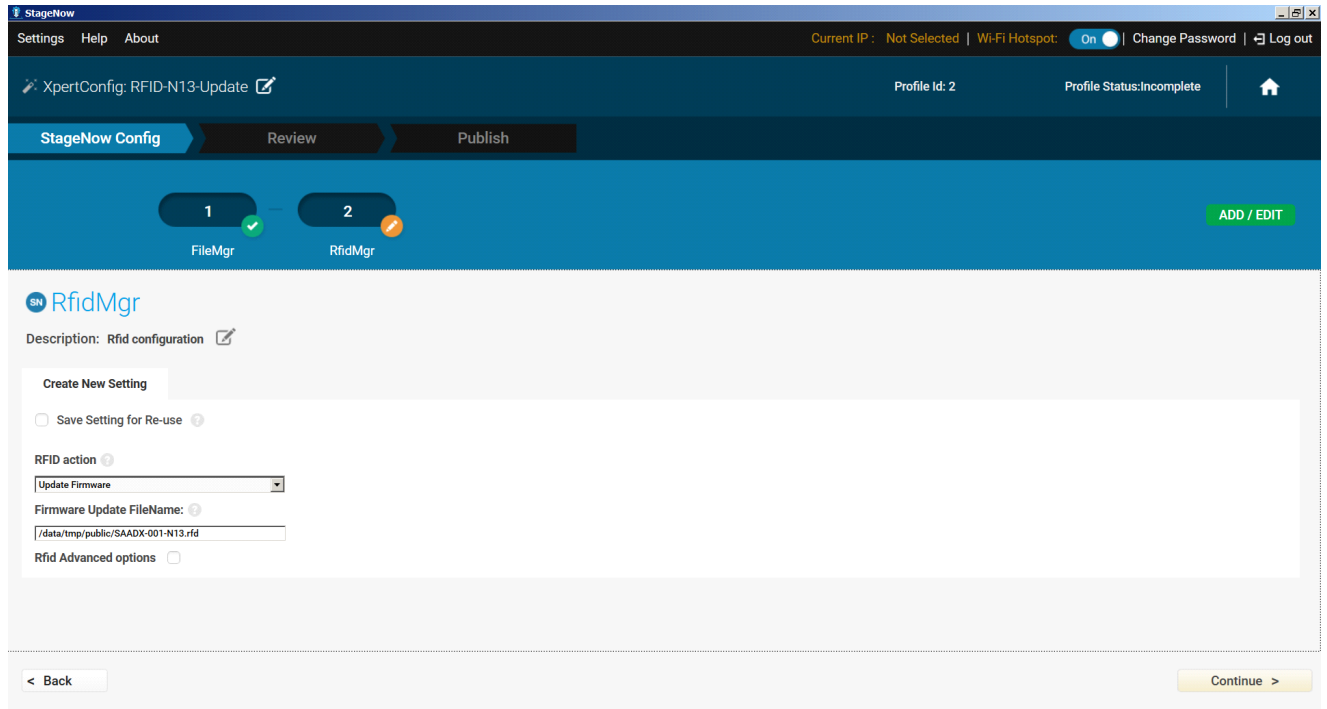 StageNow
Settings Help About Current IP : Not Selected | Wi-Fi Hotspot: On | Change Password | Log out
XpertConfig: RFID-N13-Update Profile Id: 2 Profile Status:Incomplete
StageNow Config Review Publish
1 2 ADD / EDIT
FileMgr RfidMgr
SN RfidMgr
Description: Rfid configuration
Create New Setting
Save Setting for Re-use ?
RFID action ?
Update Firmware
Firmware Update FileName: ?
/data/tmp/public/SAADX-001-N13.rfd
Rfid Advanced options
< Back Continue >